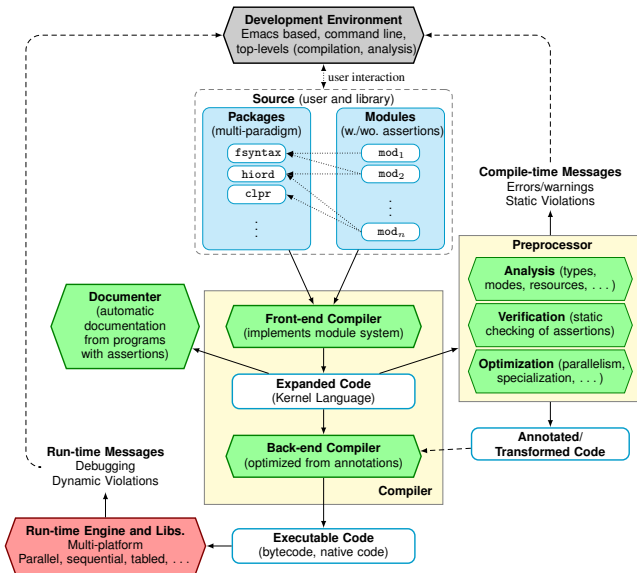 Development Environment
Emacs based, command line,
top-levels (compilation, analysis)
user interaction
Source (user and library)
Packages
(multi-paradigm)
fsyntax
hiord
clpr
⋮
Modules
(w./wo. assertions)
mod1
mod2
⋮
modn
Compile-time Messages
Errors/warnings
Static Violations
Preprocessor
Analysis (types,
modes, resources, . . . )
Verification (static
checking of assertions)
Optimization (parallelism,
specialization, . . . )
Documenter
(automatic
documentation
from programs
with assertions)
Front-end Compiler
(implements module system)
Expanded Code
(Kernel Language)
Back-end Compiler
(optimized from annotations)
Compiler
Annotated/
Transformed Code
Run-time Messages
Debugging
Dynamic Violations
Run-time Engine and Libs.
Multi-platform
Parallel, sequential, tabled, . . .
Executable Code
(bytecode, native code)